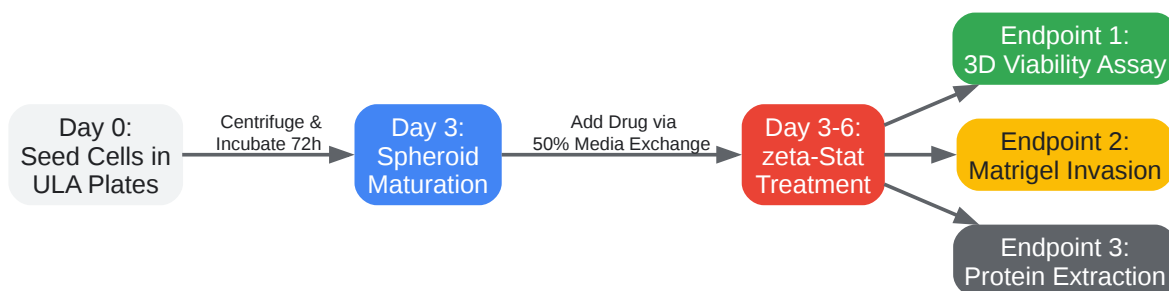 Day 0:
Seed Cells in
ULA Plates
Centrifuge &
Incubate 72h
Day 3:
Spheroid
Maturation
Add Drug via
50% Media Exchange
Day 3-6:
zeta-Stat
Treatment
Endpoint 1:
3D Viability Assay
Endpoint 2:
Matrigel Invasion
Endpoint 3:
Protein Extraction